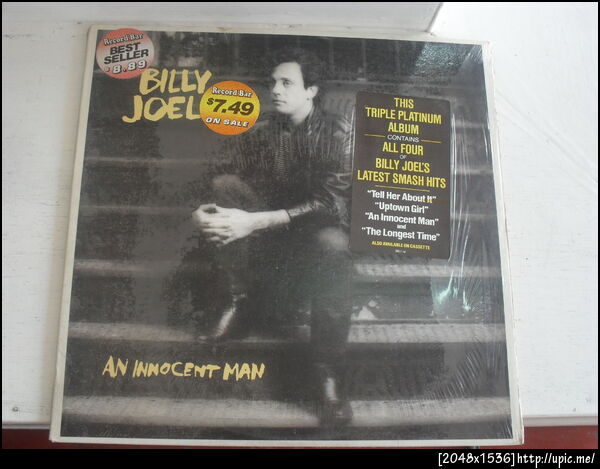 Record Bar
BEST
SELLER
$8.89
BILLY
JOEL
Record Bar
$7.49
ON SALE
THIS
TRIPLE PLATINUM
ALBUM
CONTAINS
ALL FOUR
OF
BILLY JOEL'S
LATEST SMASH HITS
"Tell Her About It"
"Uptown Girl"
"An Innocent Man"
and
"The Longest Time"
ALSO AVAILABLE ON CASSETTE
AN INNOCENT MAN
[2048x1536]http://upic.me/